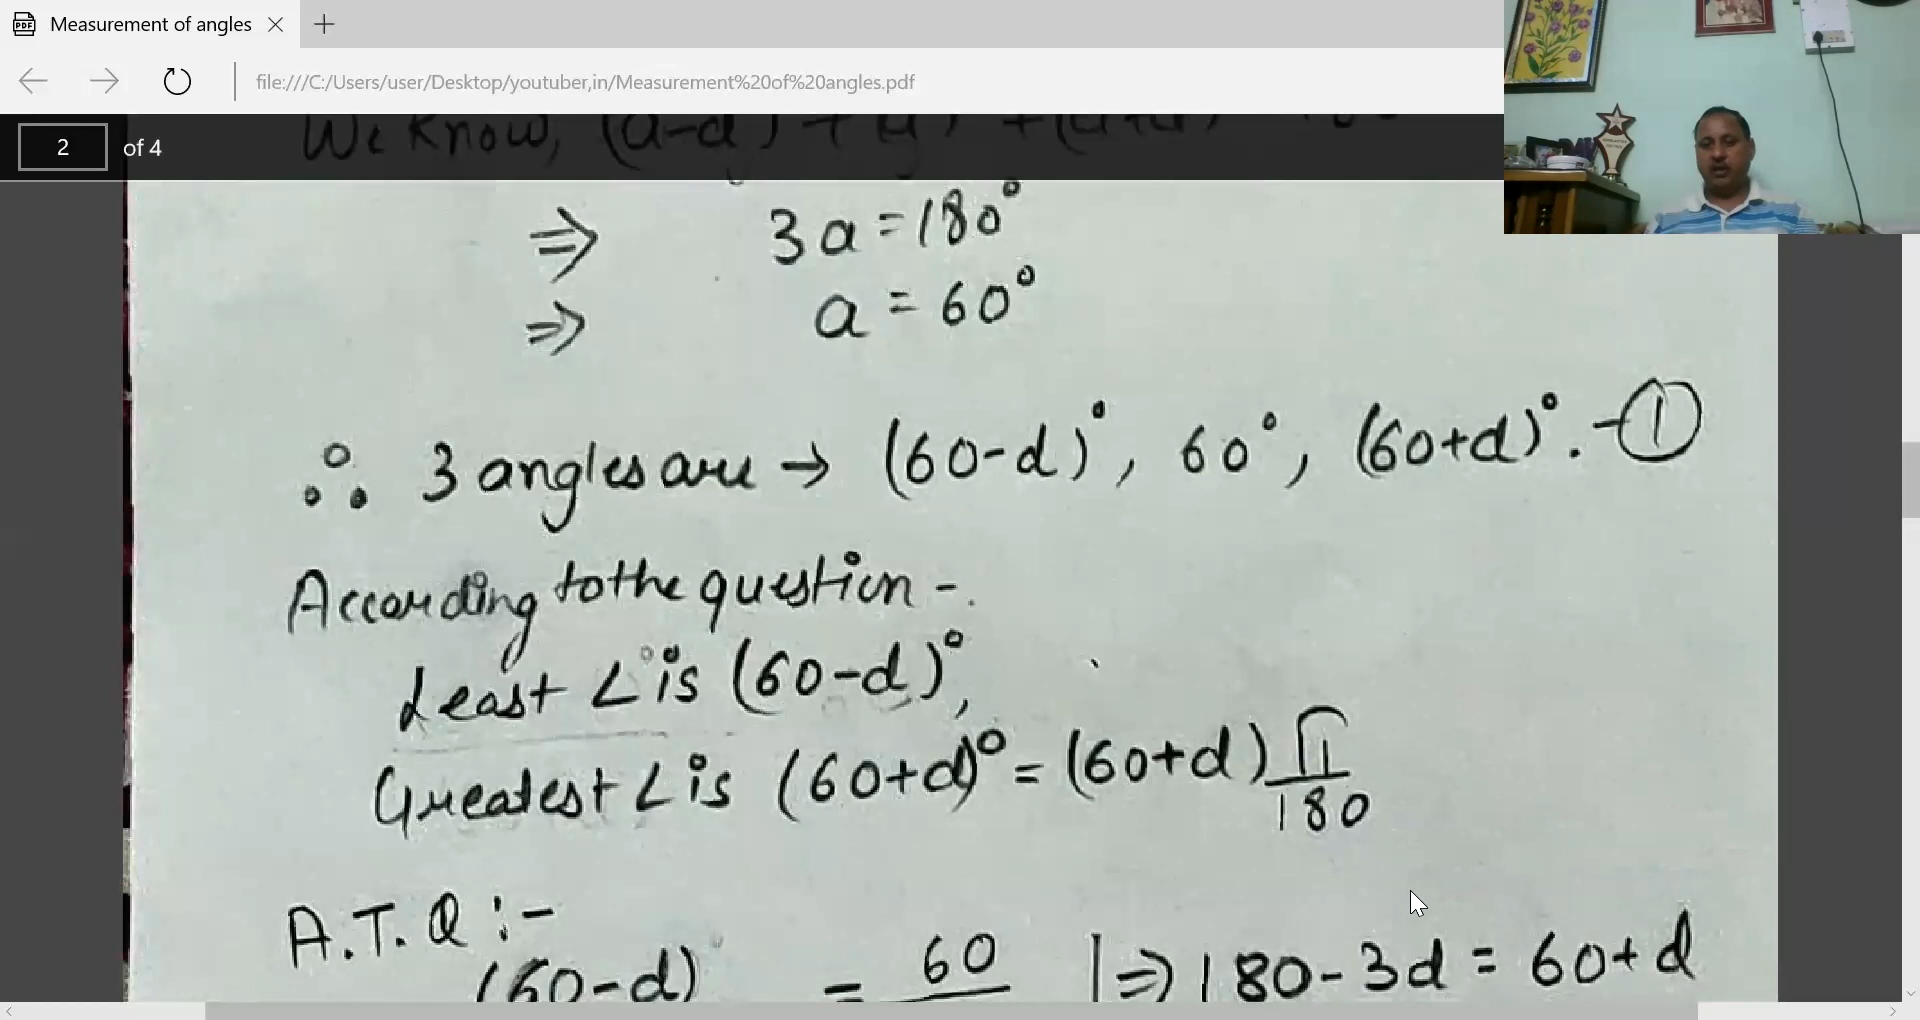 Measurement of angles
file:///C:/Users/user/Desktop/youtuber,in/Measurement%20of%20angles.pdf
2 of 4
We know, (a-d) + a + (a+d)
⇒ 3a = 180°
⇒ a = 60°
∴ 3 angles are → (60-d)°, 60°, (60+d)°. -①
According to the question -.
Least ∠ is (60-d)°,
Greatest ∠ is (60+d)° = (60+d) π/180
A.T.Q :-
(60-d) = 60 | ⇒ 180-3d = 60+d